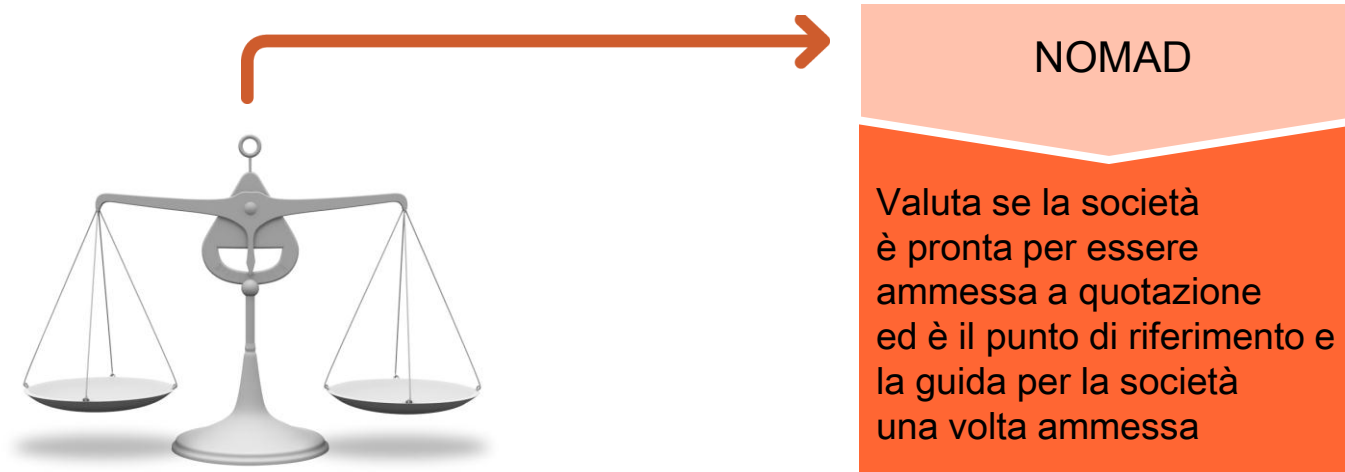 NOMAD
Valuta se la società
è pronta per essere
ammessa a quotazione
ed è il punto di riferimento e
la guida per la società
una volta ammessa